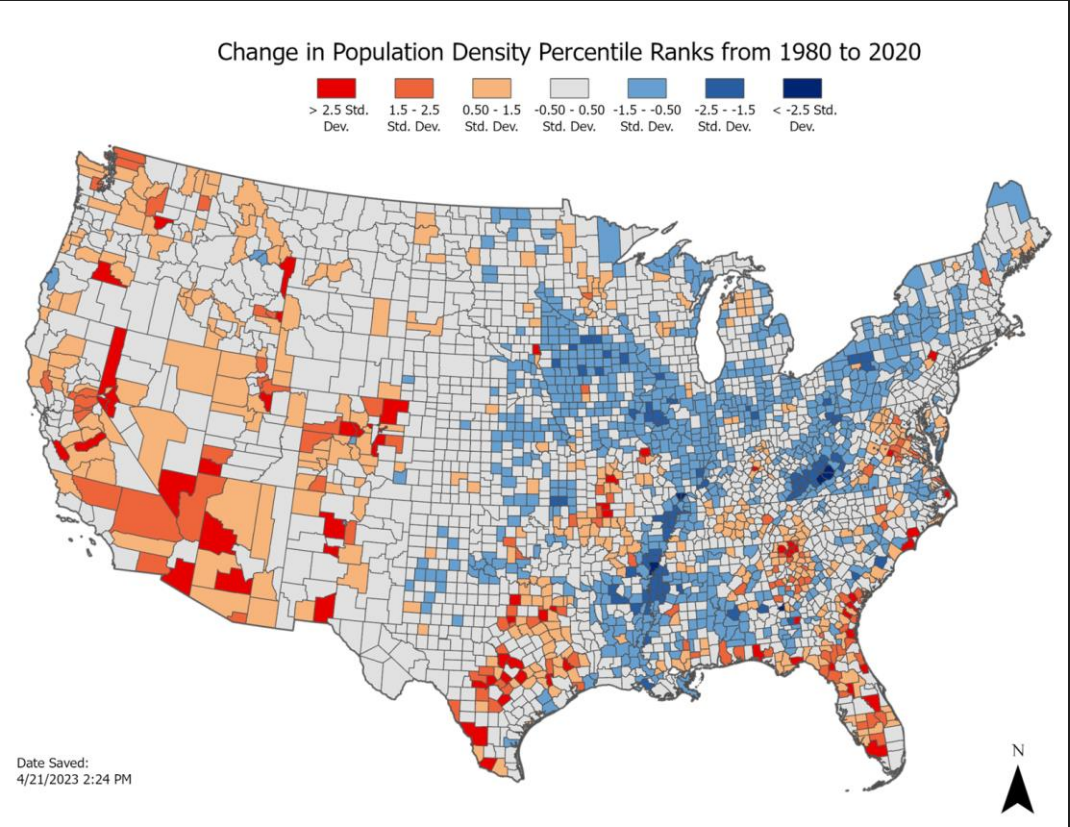 Change in Population Density Percentile Ranks from 1980 to 2020
> 2.5 Std. Dev.
1.5 - 2.5 Std. Dev.
0.50 - 1.5 Std. Dev.
-0.50 - 0.50 Std. Dev.
-1.5 - -0.50 Std. Dev.
-2.5 - -1.5 Std. Dev.
< -2.5 Std. Dev.
N
Date Saved:
4/21/2023 2:24 PM